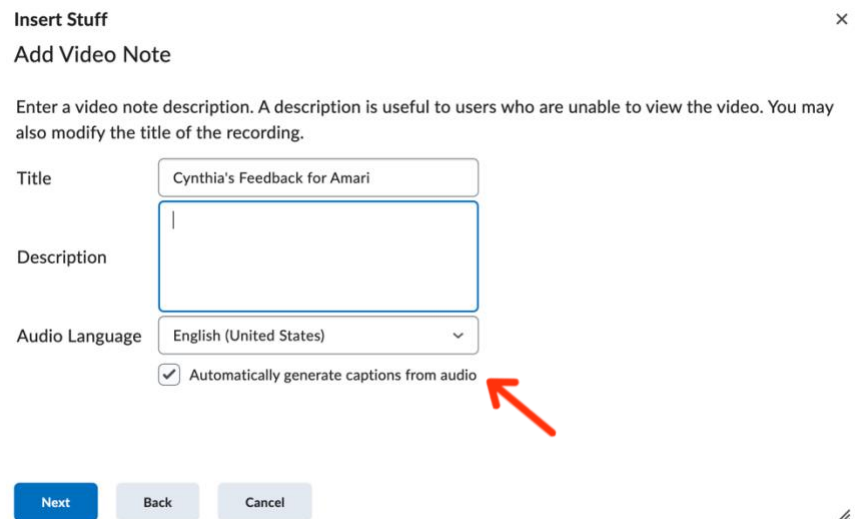 Insert Stuff
Add Video Note
Enter a video note description. A description is useful to users who are unable to view the video. You may
also modify the title of the recording.
Title
Cynthia's Feedback for Amari
Description
Audio Language
English (United States)
Automatically generate captions from audio
Next
Back
Cancel